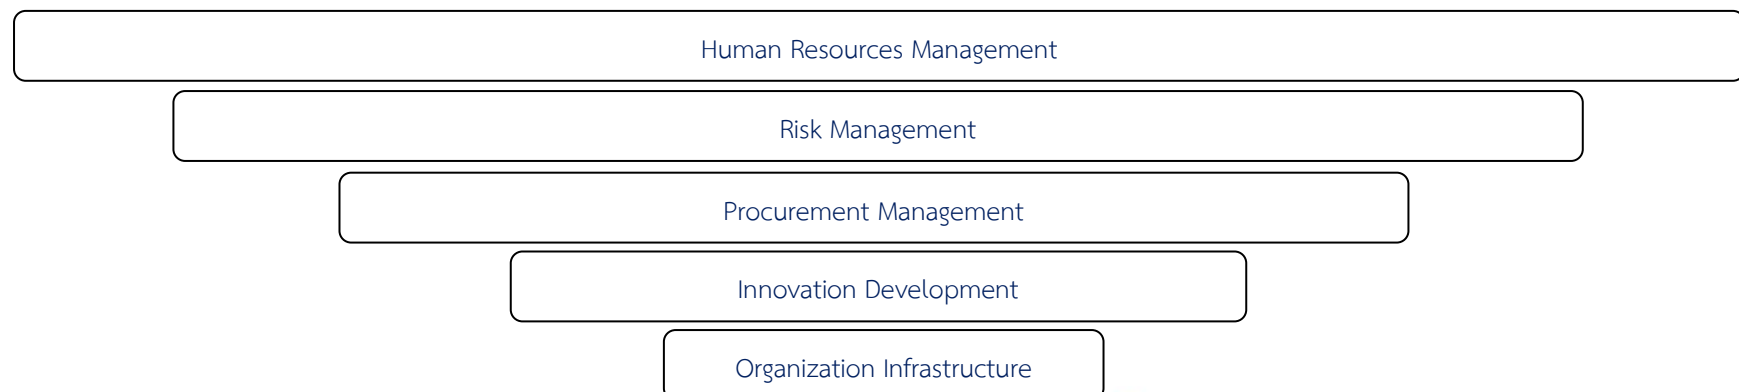 Human Resources Management
Risk Management
Procurement Management
Innovation Development
Organization Infrastructure